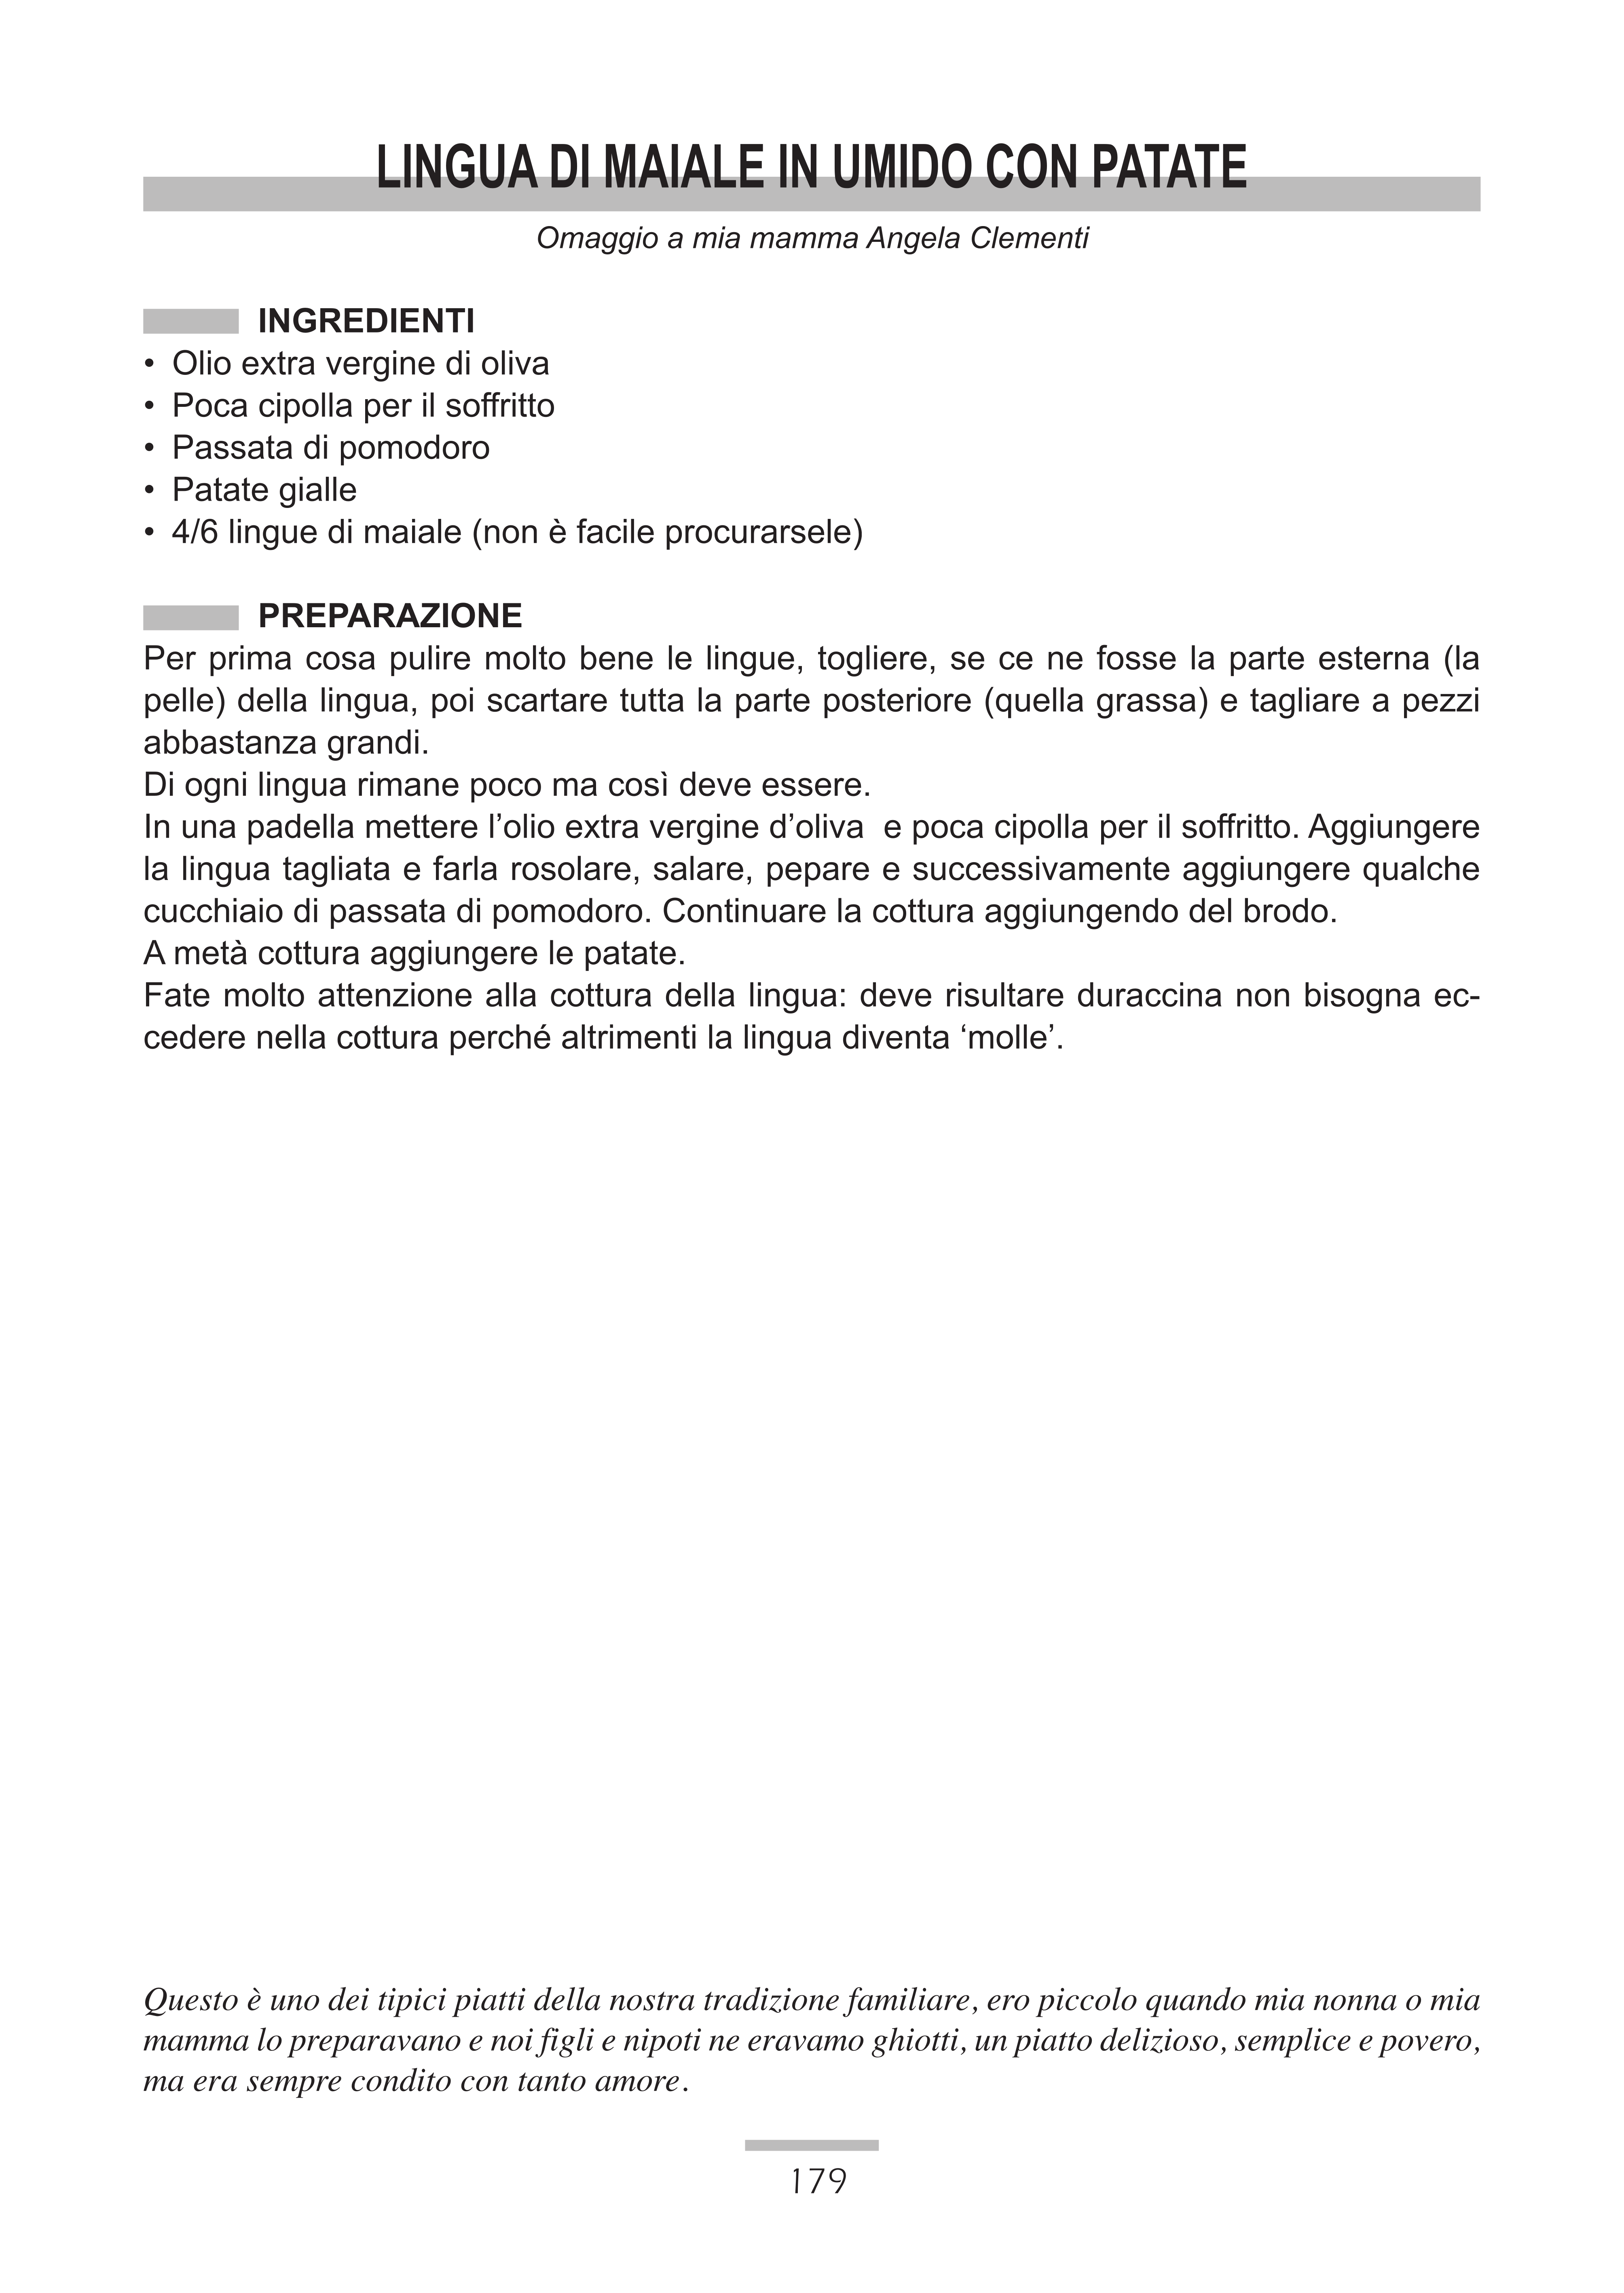 LINGUA DI MAIALE IN UMIDO CON PATATE
Omaggio a mia mamma Angela Clementi
INGREDIENTI
• Olio extra vergine di oliva
• Poca cipolla per il soffritto
• Passata di pomodoro
• Patate gialle
• 4/6 lingue di maiale (non è facile procurarsele)
PREPARAZIONE
Per prima cosa pulire molto bene le lingue, togliere, se ce ne fosse la parte esterna (la
pelle) della lingua, poi scartare tutta la parte posteriore (quella grassa) e tagliare a pezzi
abbastanza grandi.
Di ogni lingua rimane poco ma così deve essere.
In una padella mettere l’olio extra vergine d’oliva  e poca cipolla per il soffritto. Aggiungere
la lingua tagliata e farla rosolare, salare, pepare e successivamente aggiungere qualche
cucchiaio di passata di pomodoro. Continuare la cottura aggiungendo del brodo.
A metà cottura aggiungere le patate.
Fate molto attenzione alla cottura della lingua: deve risultare duraccina non bisogna ec-
cedere nella cottura perché altrimenti la lingua diventa ‘molle’.
Questo è uno dei tipici piatti della nostra tradizione familiare, ero piccolo quando mia nonna o mia
mamma lo preparavano e noi figli e nipoti ne eravamo ghiotti, un piatto delizioso, semplice e povero,
ma era sempre condito con tanto amore.
179